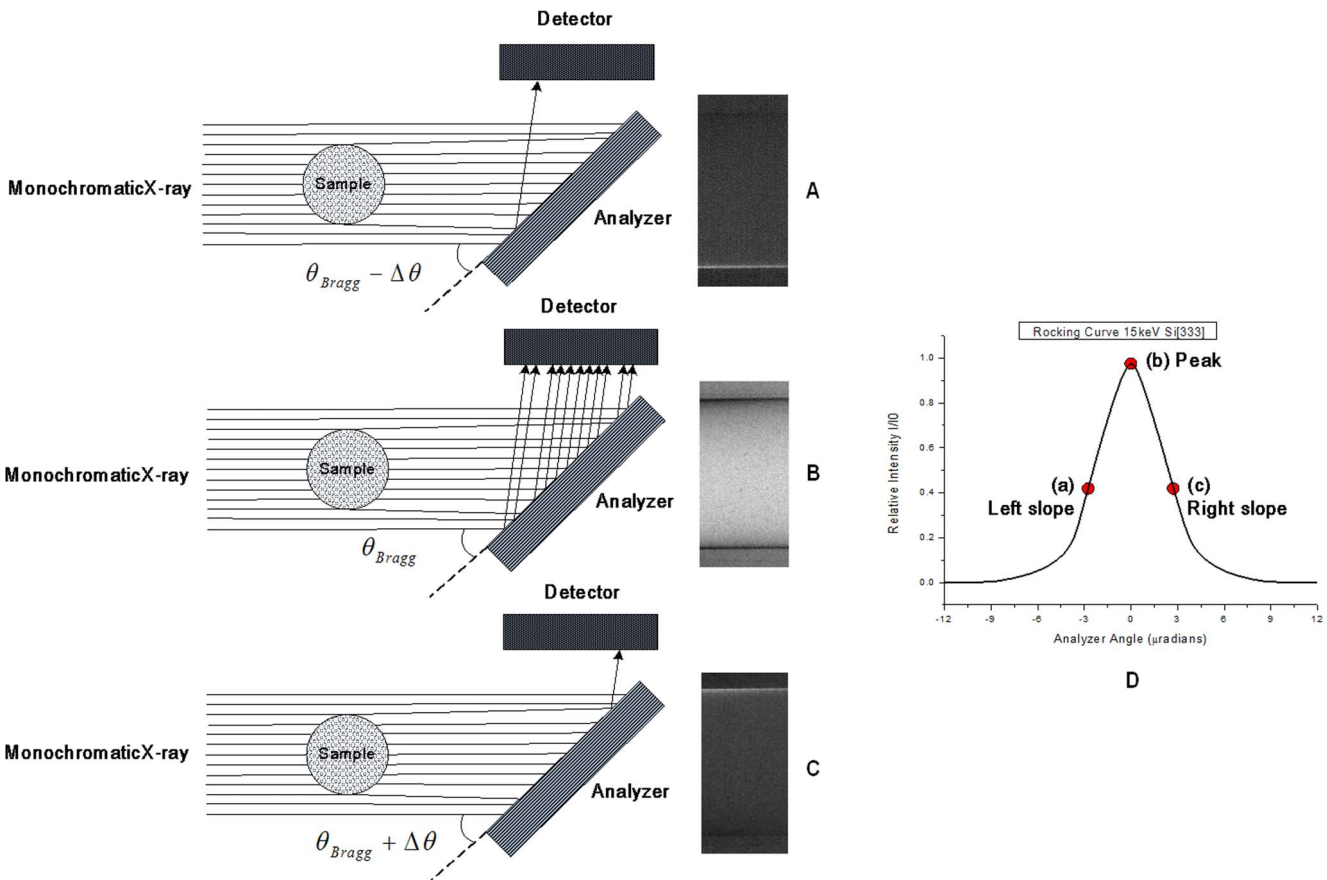 Detector
MonochromaticX-ray
Sample
Analyzer
θBragg − Δθ
A
Detector
MonochromaticX-ray
Sample
Analyzer
θBragg
B
Detector
MonochromaticX-ray
Sample
Analyzer
θBragg + Δθ
C
Rocking Curve 15keV Si[333]
Relative Intensity I/I0
1.0
0.8
0.6
0.4
0.2
0.0
(b) Peak
(a)
Left slope
(c)
Right slope
-12 -9 -6 -3 0 3 6 9 12
Analyzer Angle (μradians)
D